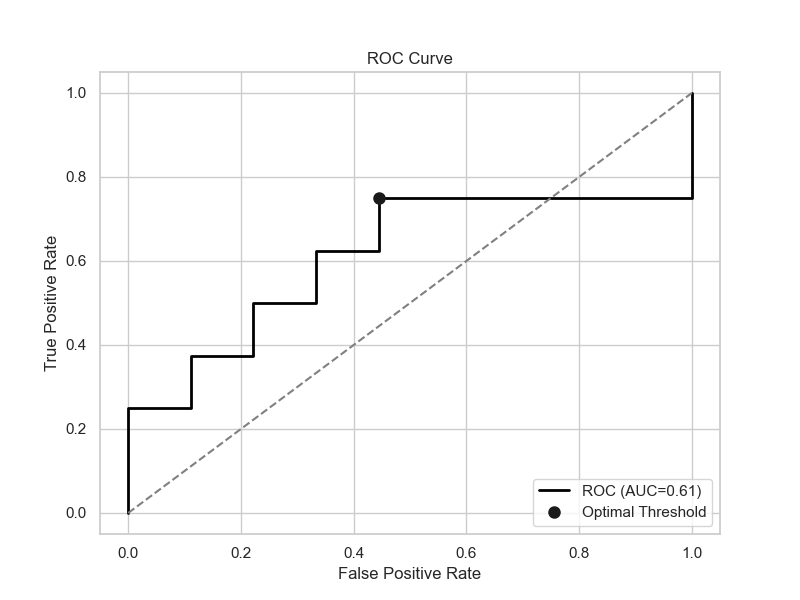 ROC Curve
1.0
0.8
0.6
0.4
0.2
0.0
True Positive Rate
0.0 0.2 0.4 0.6 0.8 1.0
False Positive Rate
ROC (AUC=0.61)
Optimal Threshold